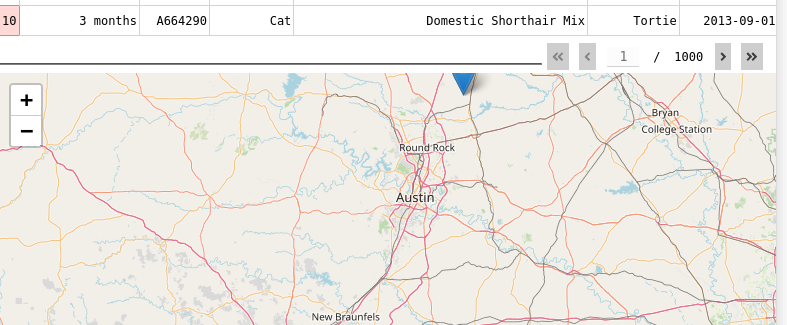 10 3 months A664290 Cat Domestic Shorthair Mix Tortie 2013-09-01
<< < 1 / 1000 > >>
+
−
Bryan
College Station
Round Rock
Austin
New Braunfels